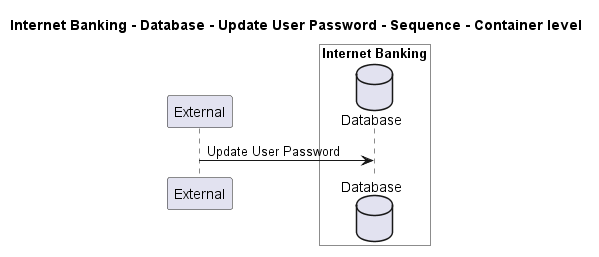 Internet Banking - Database - Update User Password - Sequence - Container level
Internet Banking
External
Database
Update User Password
External
Database